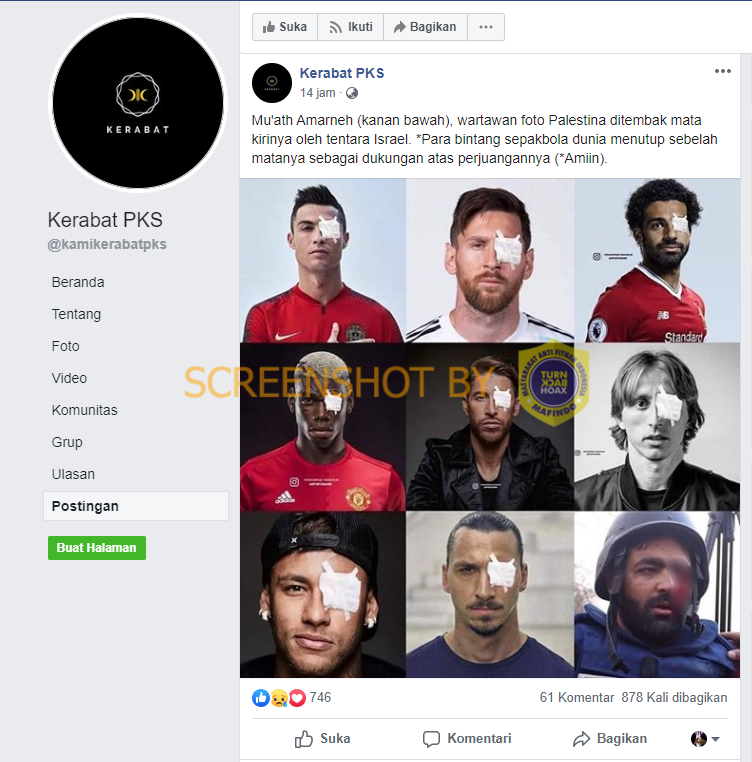 Suka
Ikuti
Bagikan
KERABAT
Kerabat PKS
@kamikerabatpks
Beranda
Tentang
Foto
Video
Komunitas
Grup
Ulasan
Postingan
Buat Halaman
Kerabat PKS
14 jam ·
Mu'ath Amarneh (kanan bawah), wartawan foto Palestina ditembak mata
kirinya oleh tentara Israel. *Para bintang sepakbola dunia menutup sebelah
matanya sebagai dukungan atas perjuangannya (*Amiin).
Standard
SCREENSHOT BY
MASYARAKAT ANTI FITNAH INDONESIA
TURN
BACK
HOAX
MAFINDO
adidas
746
61 Komentar 878 Kali dibagikan
Suka
Komentari
Bagikan